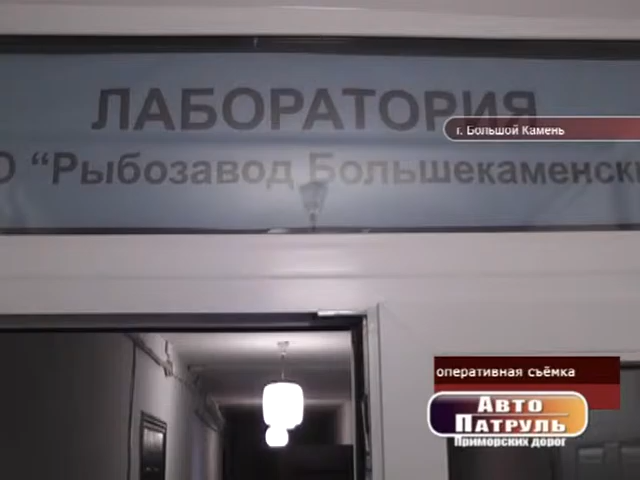 ЛАБОРАТОРИЯ
г. Большой Камень
О “Рыбозавод Большекаменск
оперативная съёмка
Авто
Патруль
Приморских дорог